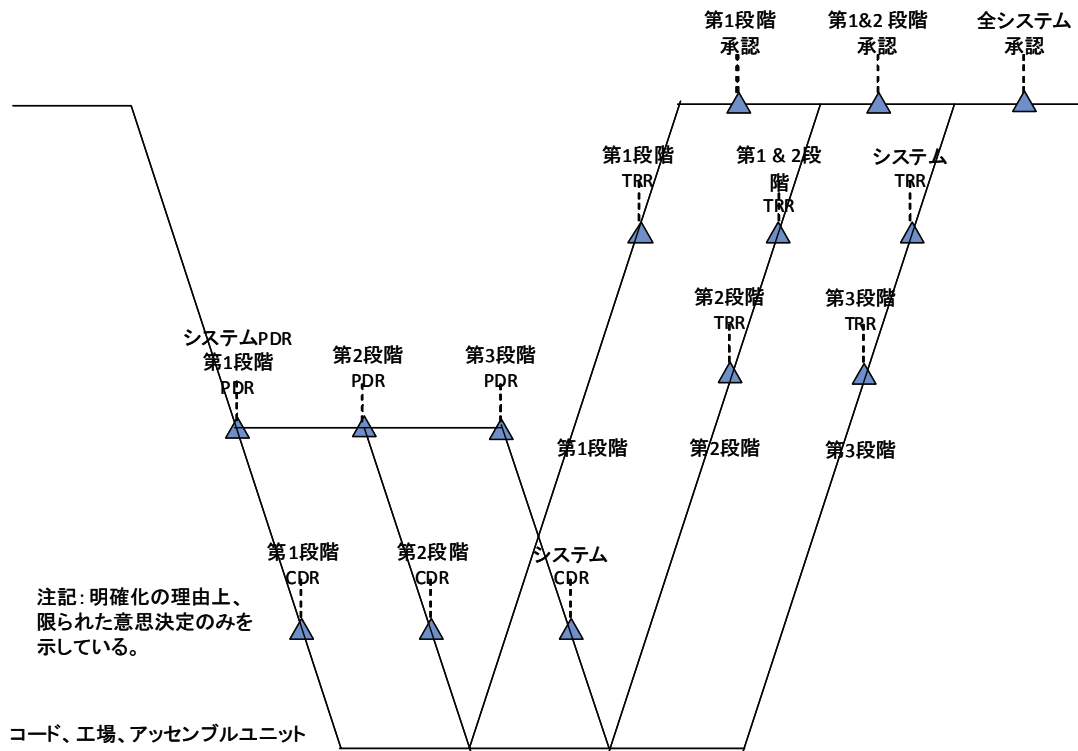 第1段階
承認
第1&2 段階
承認
全システム
承認
第1段階
TRR
第1 & 2段
階
TRR
システム
TRR
第2段階
TRR
第3段階
TRR
システムPDR
第1段階
PDR
第2段階
PDR
第3段階
PDR
第1段階
第2段階
第3段階
第1段階
CDR
第2段階
CDR
システム
CDR
注記：明確化の理由上、
限られた意思決定のみを
示している。
コード、工場、アッセンブルユニット